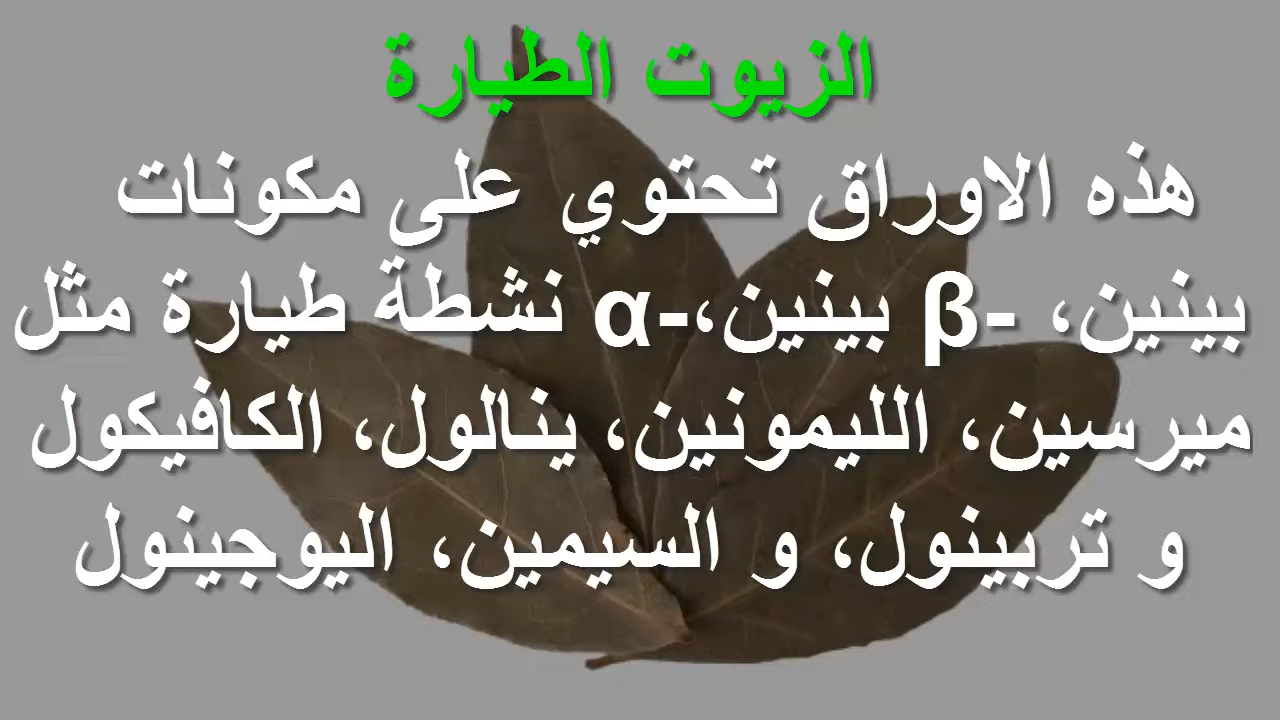 الزيوت الطيارة
هذه الاوراق تحتوي على مكونات
بينين، -β بينين،-α نشطة طيارة مثل
ميرسين، الليمونين، ينالول، الكافيكول
و تربينول، و السيمين، اليوجينول